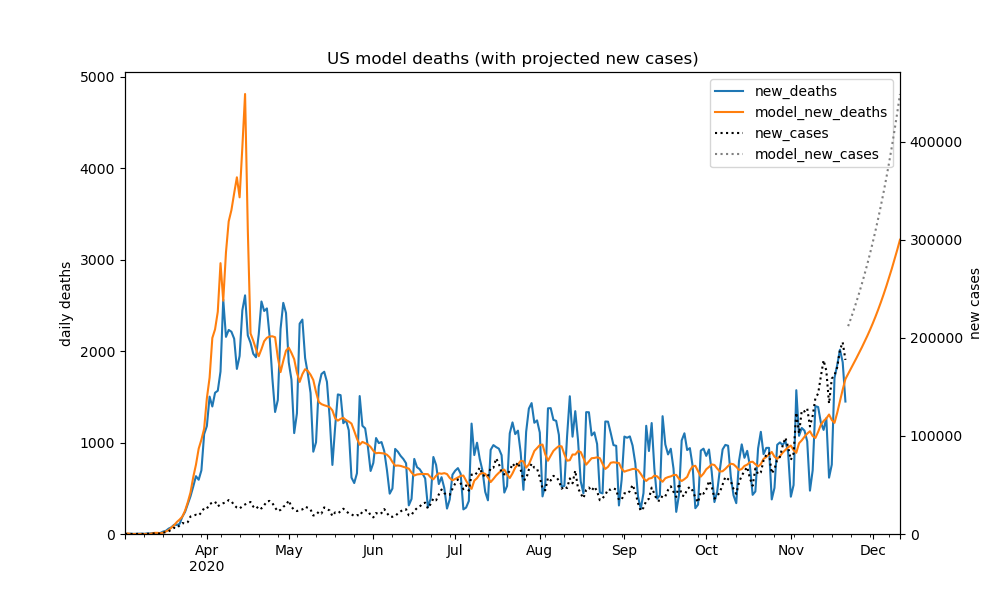 US model deaths (with projected new cases)
5000
4000
3000
2000
1000
0
daily deaths
new_deaths
model_new_deaths
new_cases
model_new_cases
400000
300000
200000
100000
0
new cases
Apr
2020
May
Jun
Jul
Aug
Sep
Oct
Nov
Dec